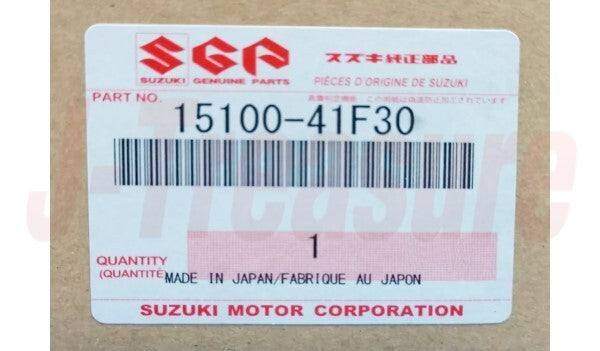 SGP
スズキ純正部品
SUZUKI GENUINE PARTS
PIÈCES D'ORIGINE DE SUZUKI
PART NO.
15100-41F30
1
QUANTITY
(QUANTITÉ)
MADE IN JAPAN/FABRIQUE AU JAPON
SUZUKI MOTOR CORPORATION
J-Treasure